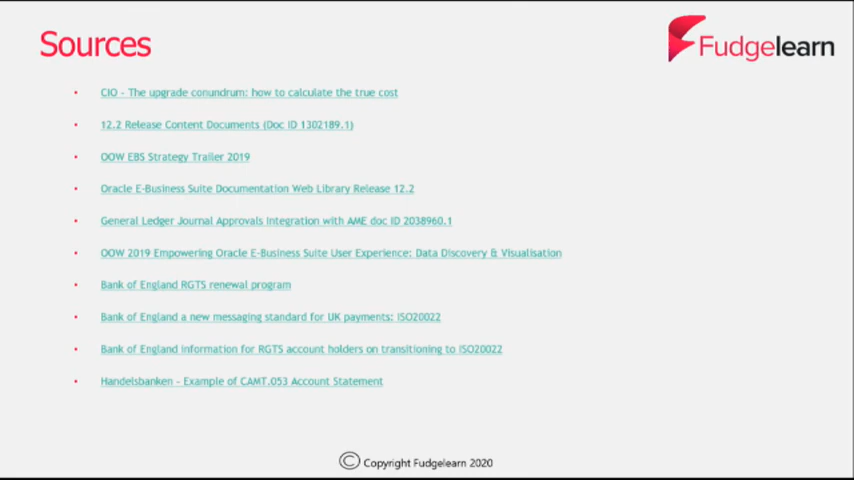 Sources
Fudgelearn
CIO - The upgrade conundrum: how to calculate the true cost
12.2 Release Content Documents (Doc ID 1302189.1)
OOW EBS Strategy Trailer 2019
Oracle E-Business Suite Documentation Web Library Release 12.2
General Ledger Journal Approvals Integration with AME doc ID 2038960.1
OOW 2019 Empowering Oracle E-Business Suite User Experience: Data Discovery & Visualisation
Bank of England RGTS renewal program
Bank of England a new messaging standard for UK payments: ISO20022
Bank of England information for RGTS account holders on transitioning to ISO20022
Handelsbanken - Example of CAMT.053 Account Statement
© Copyright Fudgelearn 2020